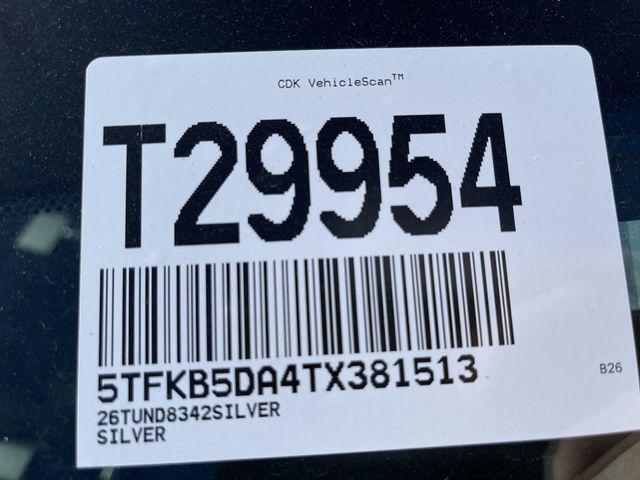 CDK VehicleScan™
T29954
5TFKB5DA4TX381513
26TUND8342SILVER
SILVER
B26